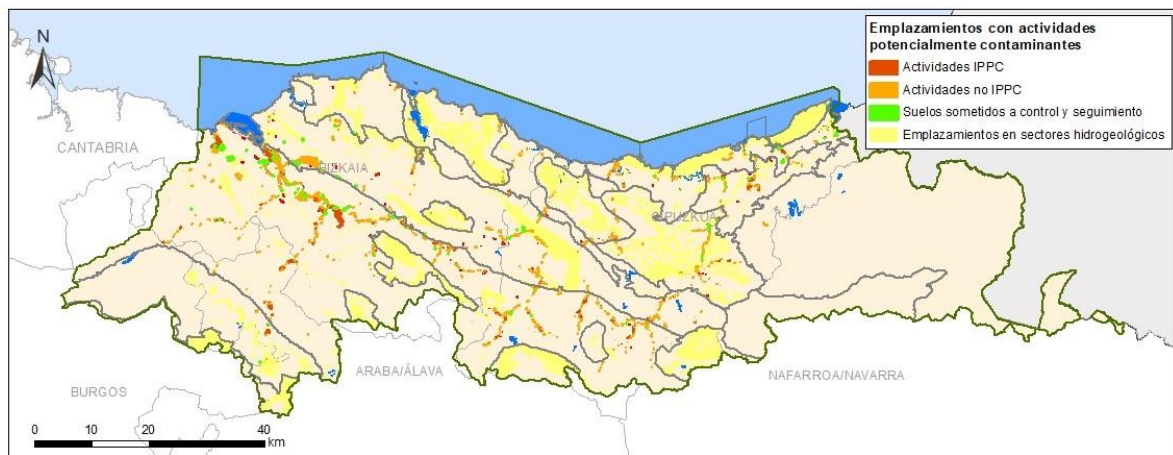 Emplazamientos con actividades
potencialmente contaminantes
Actividades IPPC
Actividades no IPPC
Suelos sometidos a control y seguimiento
Emplazamientos en sectores hidrogeológicos
N
CANTABRIA
BIZKAIA
GIPUZKOA
ARABA/ÁLAVA
NAFARROA/NAVARRA
BURGOS
0 10 20 40
km